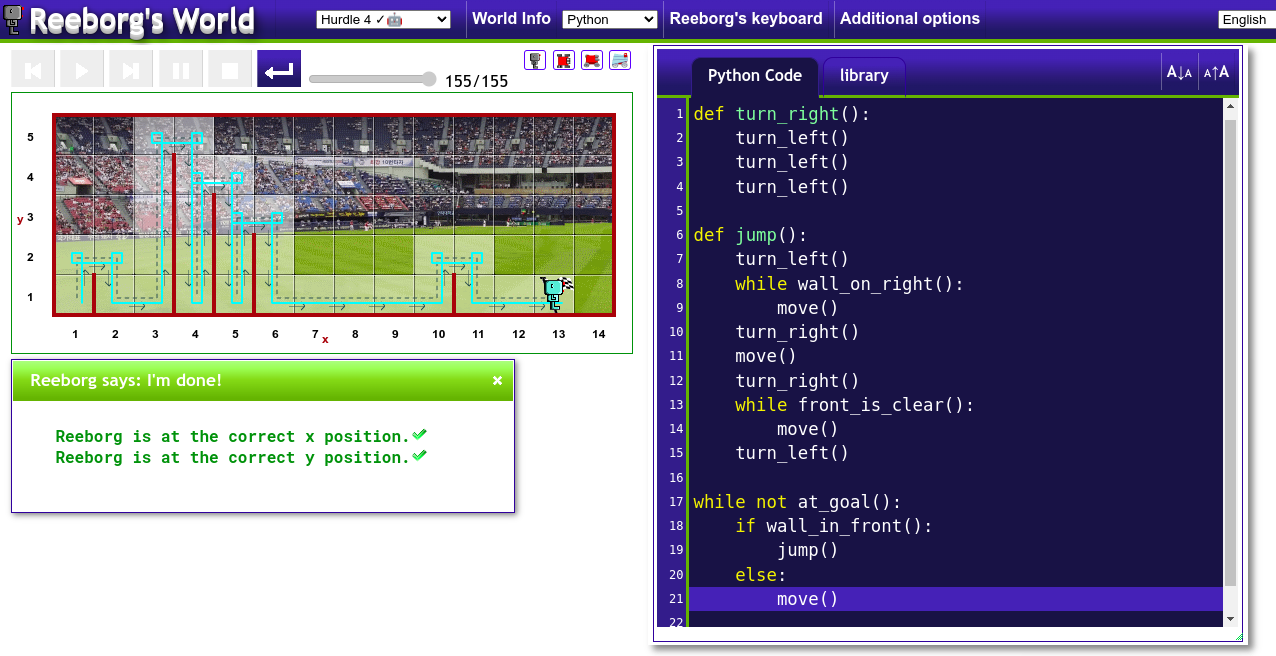 Reeborg's World
Hurdle 4 ✓🤖
World Info
Python
Reeborg's keyboard
Additional options
English
155/155
5
4
y 3
2
1
1 2 3 4 5 6 7 8 9 10 11 12 13 14
x
Reeborg says: I'm done! ×
Reeborg is at the correct x position.✔
Reeborg is at the correct y position.✔
Python Code
library
A↓A A↑A
1 def turn_right():
2     turn_left()
3     turn_left()
4     turn_left()
5
6 def jump():
7     turn_left()
8     while wall_on_right():
9         move()
10     turn_right()
11     move()
12     turn_right()
13     while front_is_clear():
14         move()
15     turn_left()
16
17 while not at_goal():
18     if wall_in_front():
19         jump()
20     else:
21         move()
22